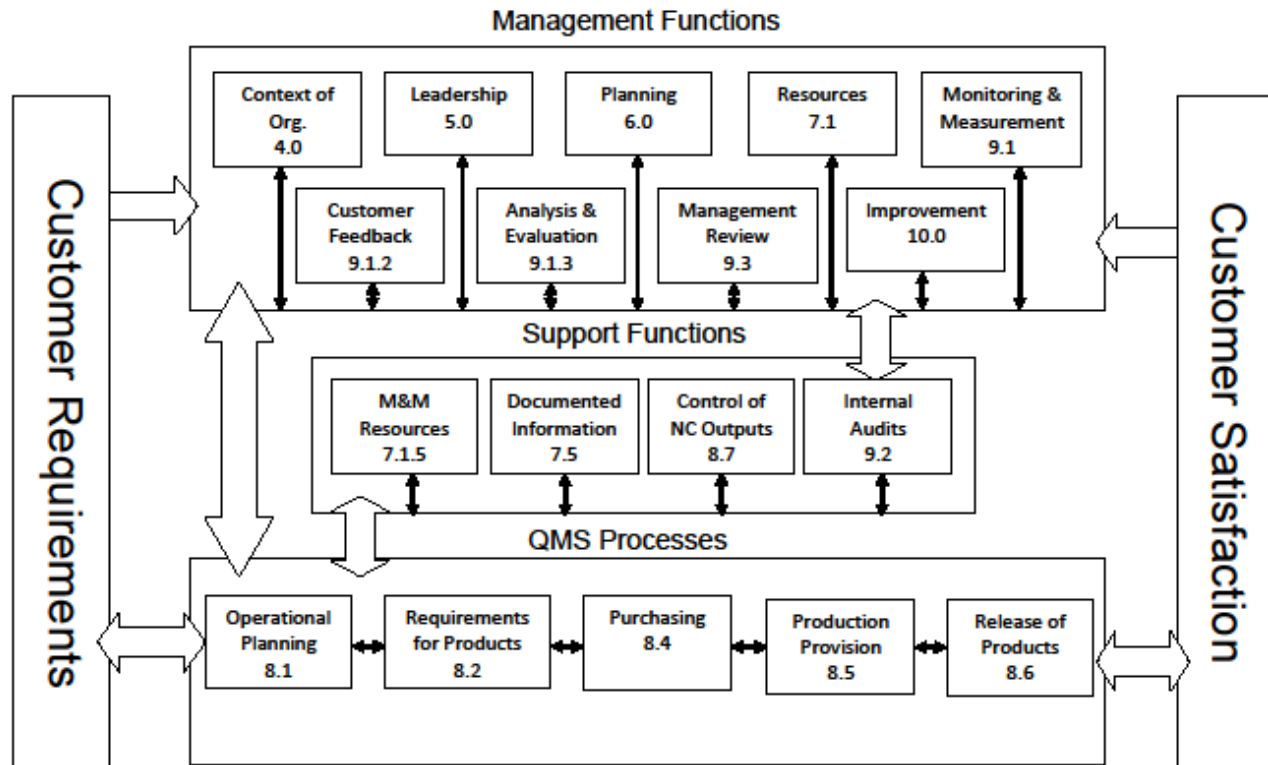 Management Functions
Context of
Org.
4.0
Leadership
5.0
Planning
6.0
Resources
7.1
Monitoring &
Measurement
9.1
Customer
Feedback
9.1.2
Analysis &
Evaluation
9.1.3
Management
Review
9.3
Improvement
10.0
Customer Requirements
Customer Satisfaction
Support Functions
M&M
Resources
7.1.5
Documented
Information
7.5
Control of
NC Outputs
8.7
Internal
Audits
9.2
QMS Processes
Operational
Planning
8.1
Requirements
for Products
8.2
Purchasing
8.4
Production
Provision
8.5
Release of
Products
8.6